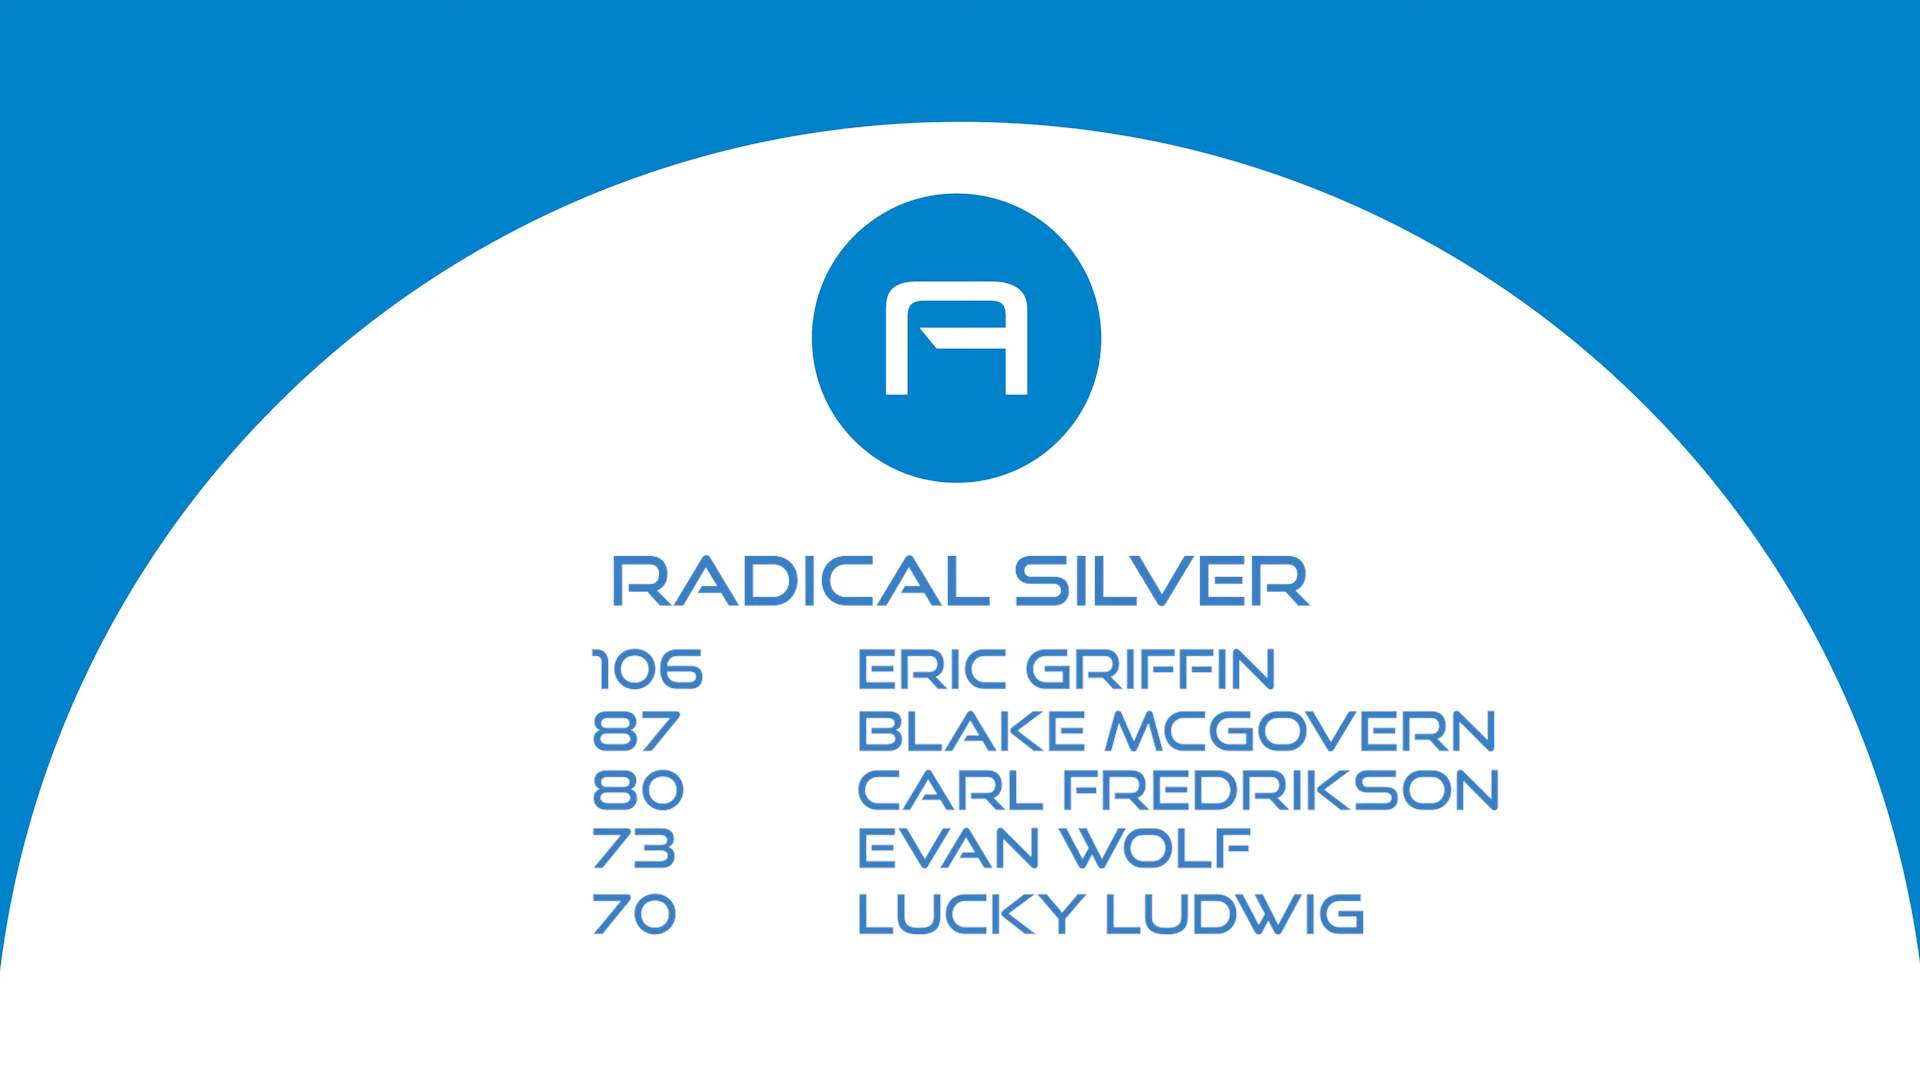 A
RADICAL SILVER
106 ERIC GRIFFIN
87 BLAKE MCGOVERN
80 CARL FREDRIKSON
73 EVAN WOLF
70 LUCKY LUDWIG